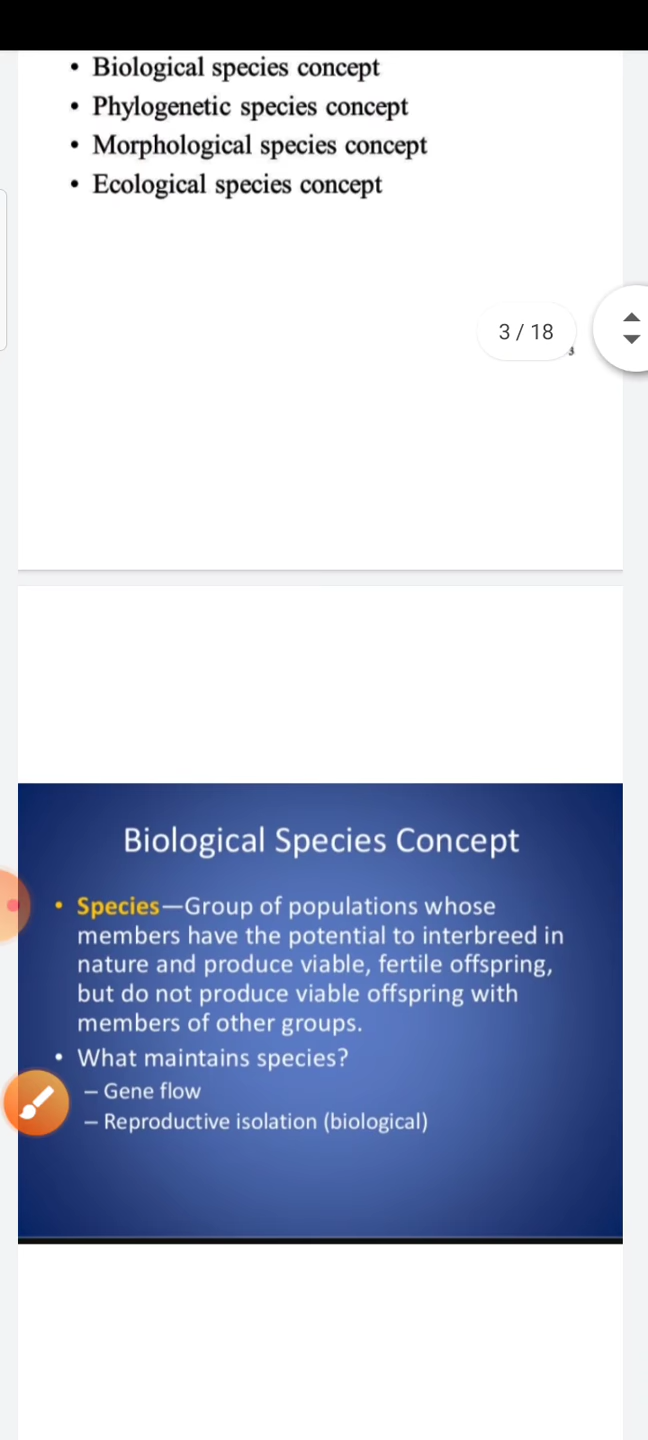 • Biological species concept
• Phylogenetic species concept
• Morphological species concept
• Ecological species concept
3 / 18
Biological Species Concept
• Species—Group of populations whose
members have the potential to interbreed in
nature and produce viable, fertile offspring,
but do not produce viable offspring with
members of other groups.
• What maintains species?
– Gene flow
– Reproductive isolation (biological)